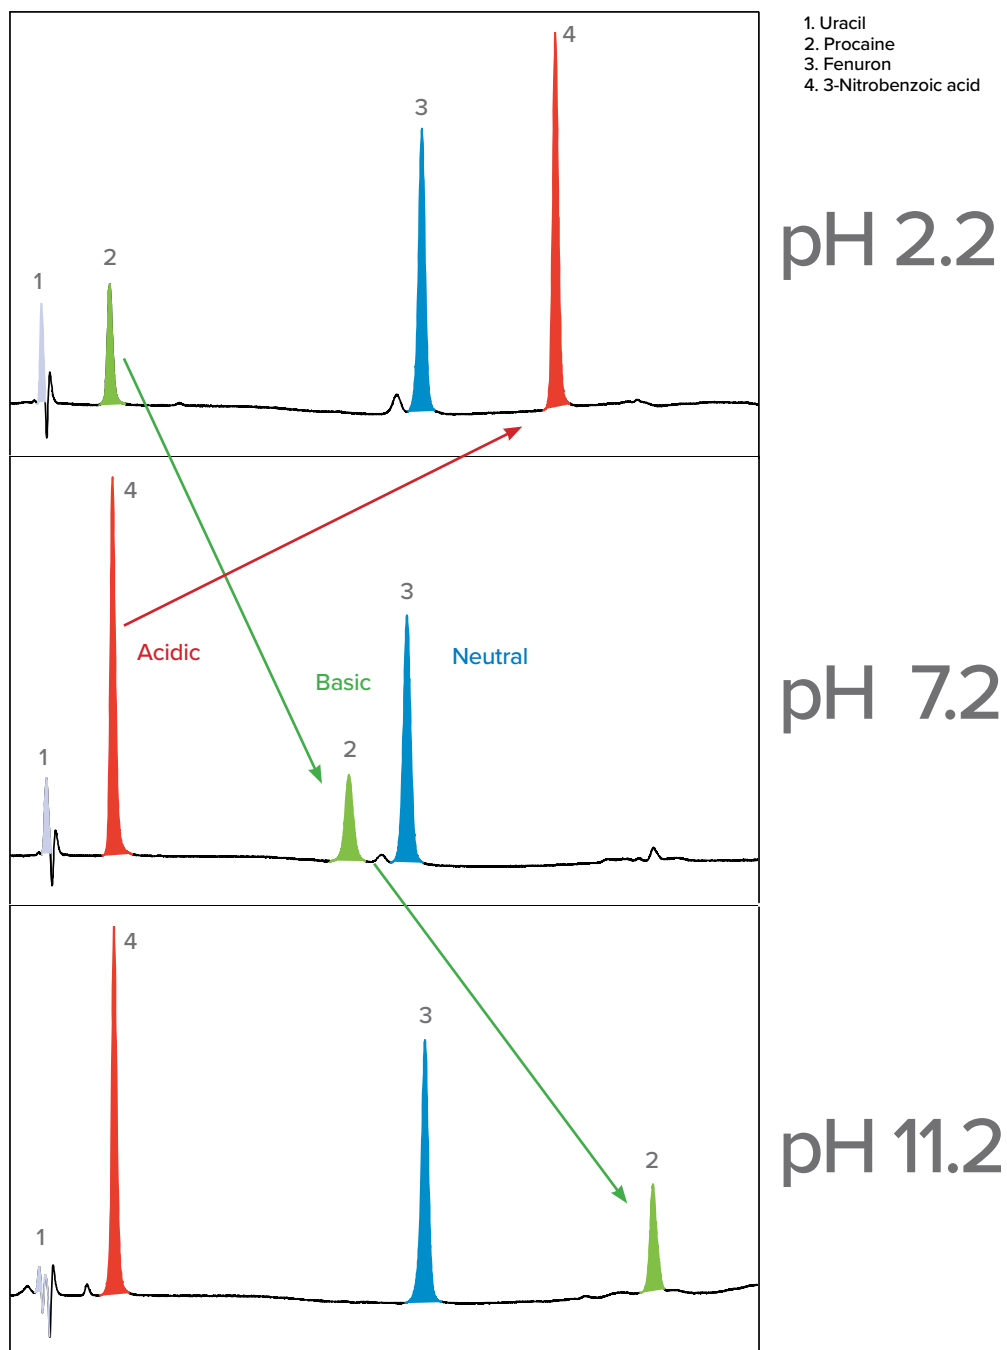 1. Uracil
2. Procaine
3. Fenuron
4. 3-Nitrobenzoic acid
4
3
2
1
pH 2.2
4
3
Acidic
Neutral
Basic
2
1
pH 7.2
4
3
2
1
pH 11.2